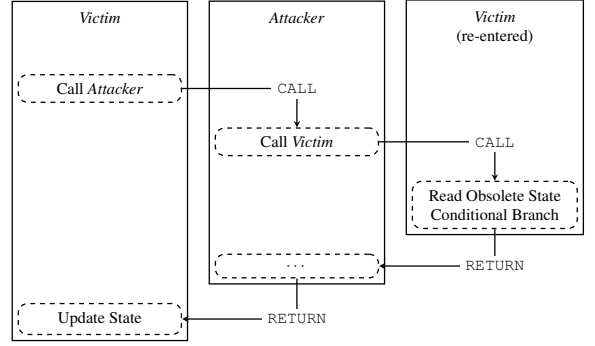 Victim
Attacker
Victim
(re-entered)
Call Attacker
CALL
Call Victim
CALL
Read Obsolete State
Conditional Branch
...
RETURN
Update State
RETURN